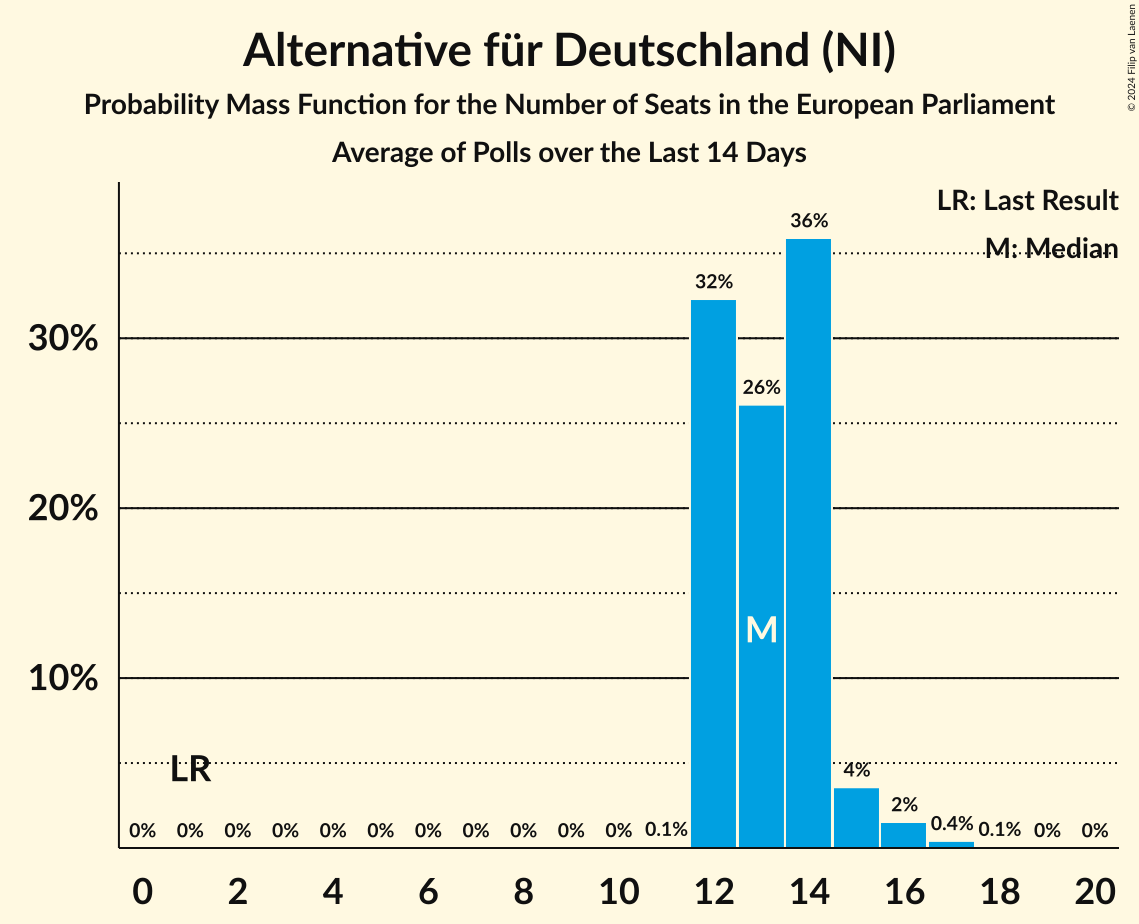 Alternative für Deutschland (NI)
Probability Mass Function for the Number of Seats in the European Parliament
Average of Polls over the Last 14 Days
© 2024 Filip van Laenen
LR: Last Result
M: Median
36%
32%
30%
26%
20%
M
10%
LR
4%
2%
0% 0% 0% 0% 0% 0% 0% 0% 0% 0% 0% 0.1% 0.4% 0.1% 0% 0%
0 2 4 6 8 10 12 14 16 18 20